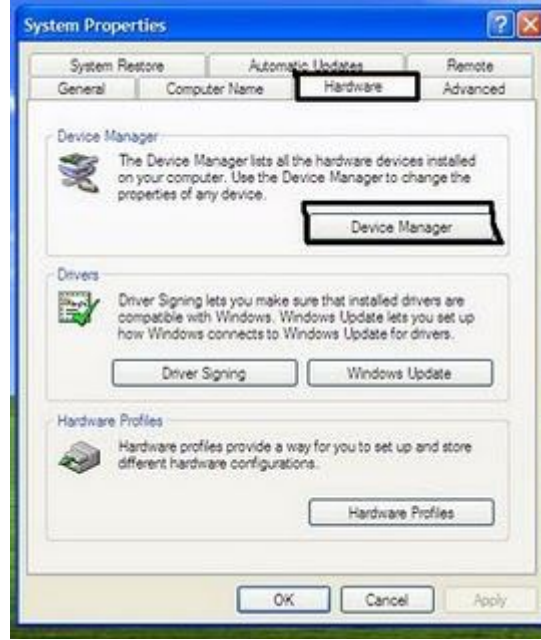 System Properties
System Restore Automatic Updates Remote
General Computer Name Hardware Advanced
Device Manager
The Device Manager lists all the hardware devices installed
on your computer. Use the Device Manager to change the
properties of any device.
Device Manager
Drivers
Driver Signing lets you make sure that installed drivers are
compatible with Windows. Windows Update lets you set up
how Windows connects to Windows Update for drivers.
Driver Signing Windows Update
Hardware Profiles
Hardware profiles provide a way for you to set up and store
different hardware configurations.
Hardware Profiles
OK Cancel Apply